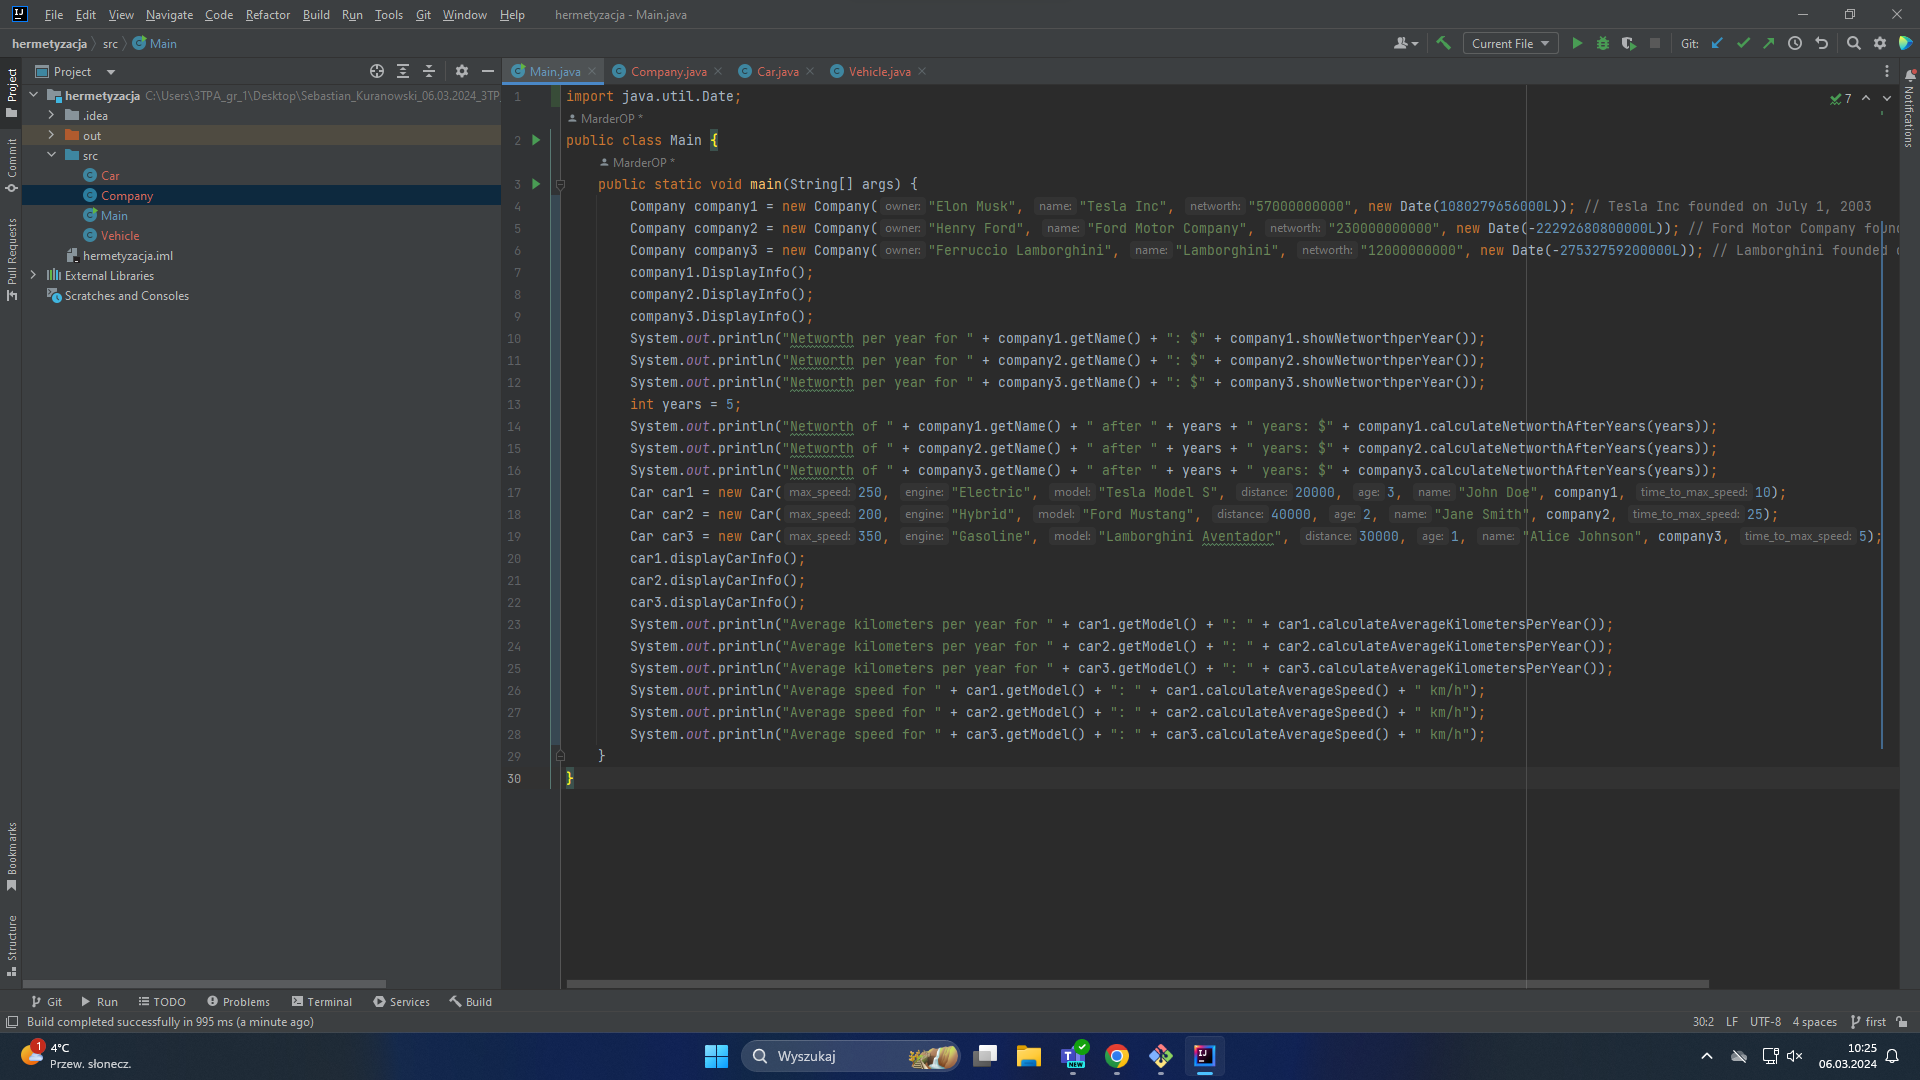 File Edit View Navigate Code Refactor Build Run Tools Git Window Help hermetyzacja - Main.java
hermetyzacja src Main
Current File Git:
Project
Main.java Company.java Car.java Vehicle.java
Project
Commit
Pull Requests
Bookmarks
Structure
Notifications
hermetyzacja C:\Users\3TPA_gr_1\Desktop\Sebastian_Kuranowski_06.03.2024_3TP
.idea
out
src
Car
Company
Main
Vehicle
hermetyzacja.iml
External Libraries
Scratches and Consoles
7
1 import java.util.Date;
MarderOP *
2 public class Main {
MarderOP *
3 public static void main(String[] args) {
4 Company company1 = new Company( owner: "Elon Musk", name: "Tesla Inc", networth: "57000000000", new Date(1080279656000L)); // Tesla Inc founded on July 1, 2003
5 Company company2 = new Company( owner: "Henry Ford", name: "Ford Motor Company", networth: "230000000000", new Date(-22292680800000L)); // Ford Motor Company foun
6 Company company3 = new Company( owner: "Ferruccio Lamborghini", name: "Lamborghini", networth: "12000000000", new Date(-27532759200000L)); // Lamborghini founded
7 company1.DisplayInfo();
8 company2.DisplayInfo();
9 company3.DisplayInfo();
10 System.out.println("Networth per year for " + company1.getName() + ": $" + company1.showNetworthperYear());
11 System.out.println("Networth per year for " + company2.getName() + ": $" + company2.showNetworthperYear());
12 System.out.println("Networth per year for " + company3.getName() + ": $" + company3.showNetworthperYear());
13 int years = 5;
14 System.out.println("Networth of " + company1.getName() + " after " + years + " years: $" + company1.calculateNetworthAfterYears(years));
15 System.out.println("Networth of " + company2.getName() + " after " + years + " years: $" + company2.calculateNetworthAfterYears(years));
16 System.out.println("Networth of " + company3.getName() + " after " + years + " years: $" + company3.calculateNetworthAfterYears(years));
17 Car car1 = new Car( max_speed: 250, engine: "Electric", model: "Tesla Model S", distance: 20000, age: 3, name: "John Doe", company1, time_to_max_speed: 10);
18 Car car2 = new Car( max_speed: 200, engine: "Hybrid", model: "Ford Mustang", distance: 40000, age: 2, name: "Jane Smith", company2, time_to_max_speed: 25);
19 Car car3 = new Car( max_speed: 350, engine: "Gasoline", model: "Lamborghini Aventador", distance: 30000, age: 1, name: "Alice Johnson", company3, time_to_max_speed: 5);
20 car1.displayCarInfo();
21 car2.displayCarInfo();
22 car3.displayCarInfo();
23 System.out.println("Average kilometers per year for " + car1.getModel() + ": " + car1.calculateAverageKilometersPerYear());
24 System.out.println("Average kilometers per year for " + car2.getModel() + ": " + car2.calculateAverageKilometersPerYear());
25 System.out.println("Average kilometers per year for " + car3.getModel() + ": " + car3.calculateAverageKilometersPerYear());
26 System.out.println("Average speed for " + car1.getModel() + ": " + car1.calculateAverageSpeed() + " km/h");
27 System.out.println("Average speed for " + car2.getModel() + ": " + car2.calculateAverageSpeed() + " km/h");
28 System.out.println("Average speed for " + car3.getModel() + ": " + car3.calculateAverageSpeed() + " km/h");
29 }
30 }
Git Run TODO Problems Terminal Services Build
Build completed successfully in 995 ms (a minute ago) 30:2 LF UTF-8 4 spaces first
1
4°C
Przew. słonecz.
Wyszukaj
NEW
10:25
06.03.2024